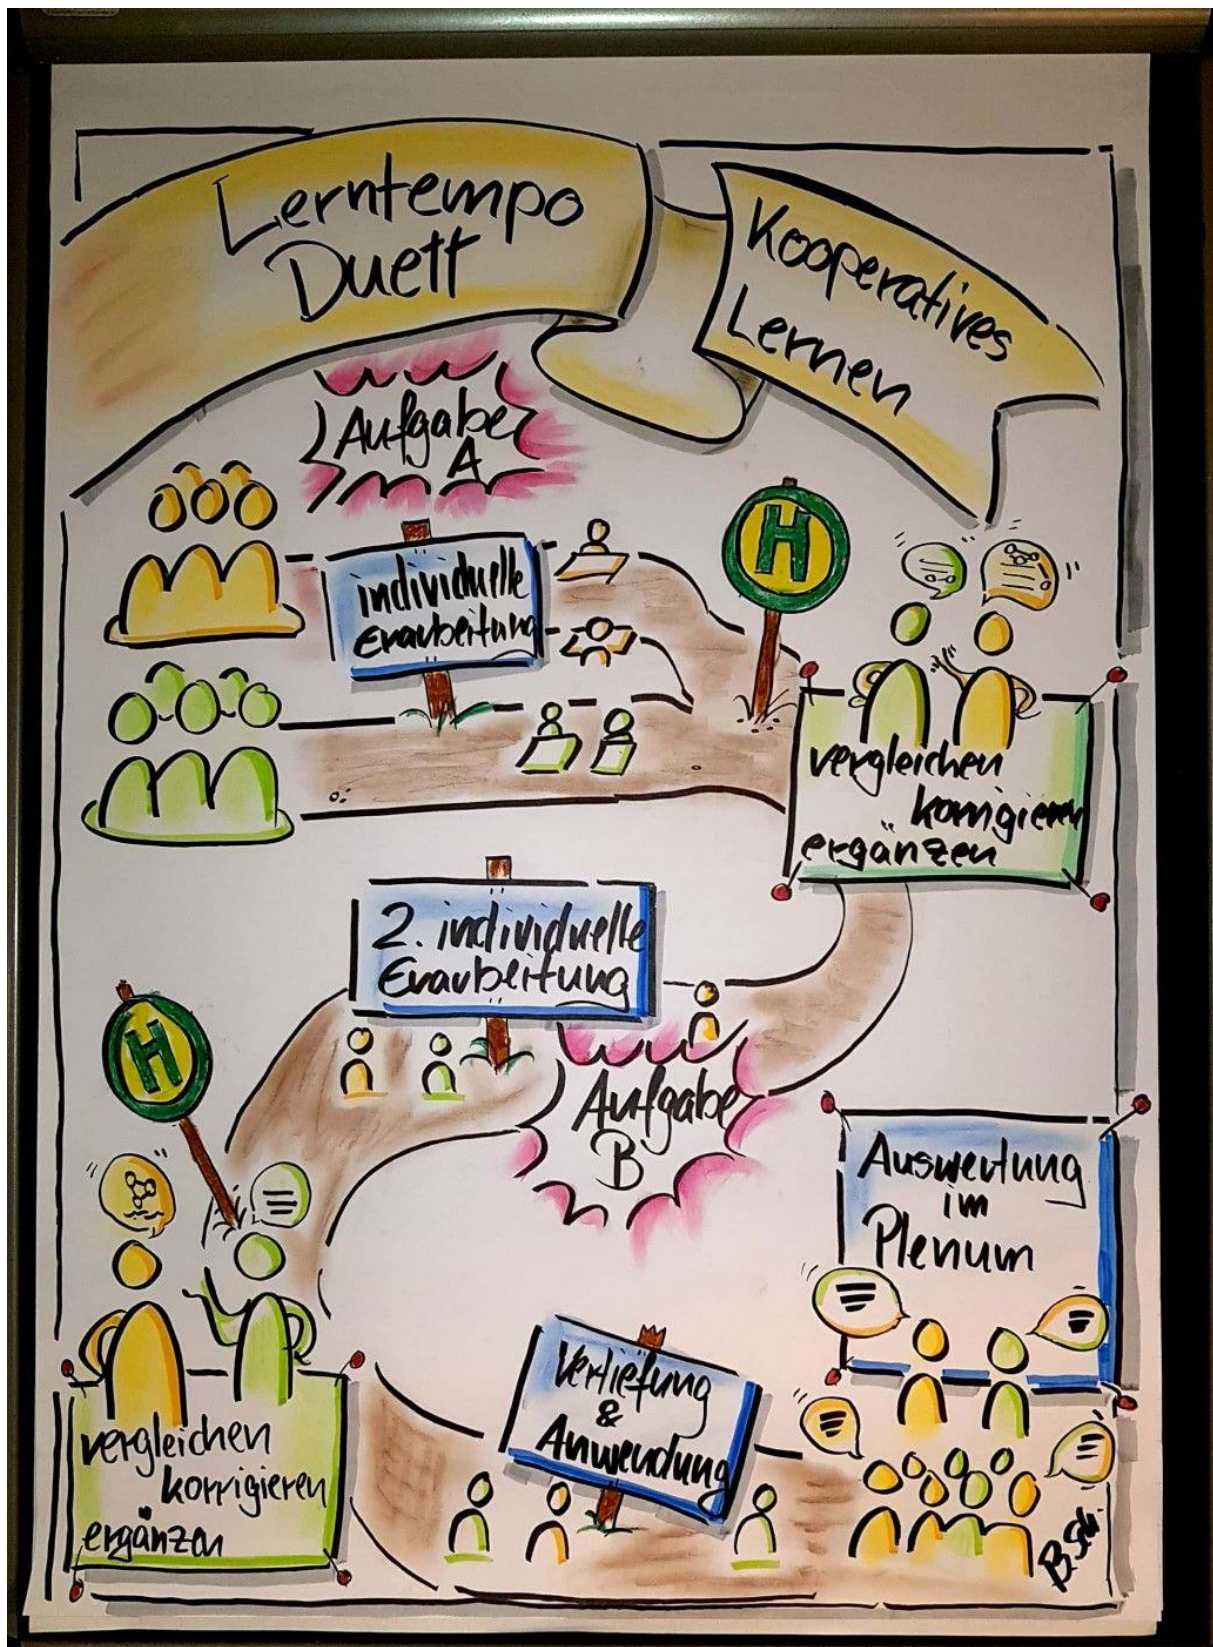 Lerntempo
Duett
Kooperatives
Lernen
Aufgabe
A
individuelle
Erarbeitung
H
vergleichen
korrigieren
ergänzen
2. individuelle
Erarbeitung
H
Aufgabe
B
vergleichen
korrigieren
ergänzen
Vertiefung
&
Anwendung
Auswertung
im
Plenum
B. Sch.